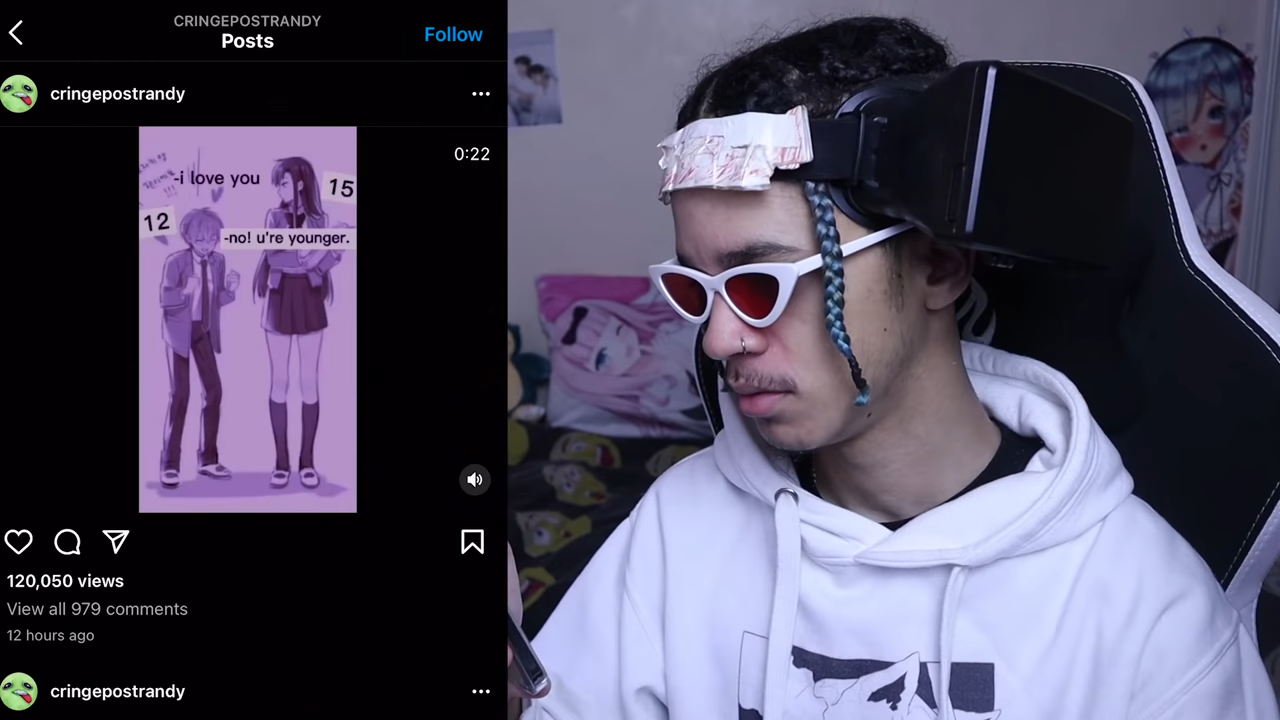 CRINGEPOSTRANDY
Posts
Follow
cringepostrandy
0:22
-i love you
15
12
-no! u're younger.
120,050 views
View all 979 comments
12 hours ago
cringepostrandy